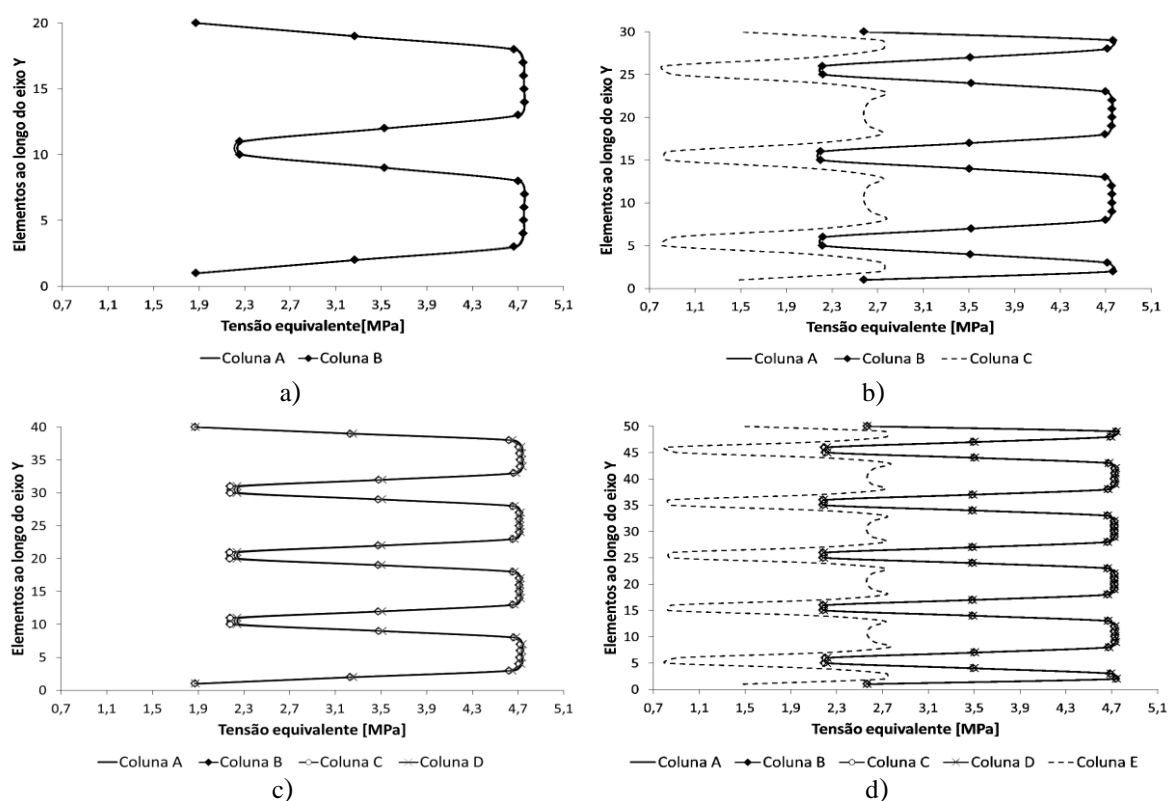 Elementos ao longo do eixo Y
20
15
10
5
0
0,7 1,1 1,5 1,9 2,3 2,7 3,1 3,5 3,9 4,3 4,7 5,1
Tensão equivalente[MPa]
Coluna A Coluna B
a)
Elementos ao longo do eixo Y
30
25
20
15
10
5
0
0,7 1,1 1,5 1,9 2,3 2,7 3,1 3,5 3,9 4,3 4,7 5,1
Tensão equivalente [MPa]
Coluna A Coluna B Coluna C
b)
Elementos ao longo do eixo Y
40
35
30
25
20
15
10
5
0
0,7 1,1 1,5 1,9 2,3 2,7 3,1 3,5 3,9 4,3 4,7 5,1
Tensão equivalente [MPa]
Coluna A Coluna B Coluna C Coluna D
c)
Elementos ao longo do eixo Y
50
45
40
35
30
25
20
15
10
5
0
0,7 1,1 1,5 1,9 2,3 2,7 3,1 3,5 3,9 4,3 4,7 5,1
Tensão equivalente [MPa]
Coluna A Coluna B Coluna C Coluna D Coluna E
d)